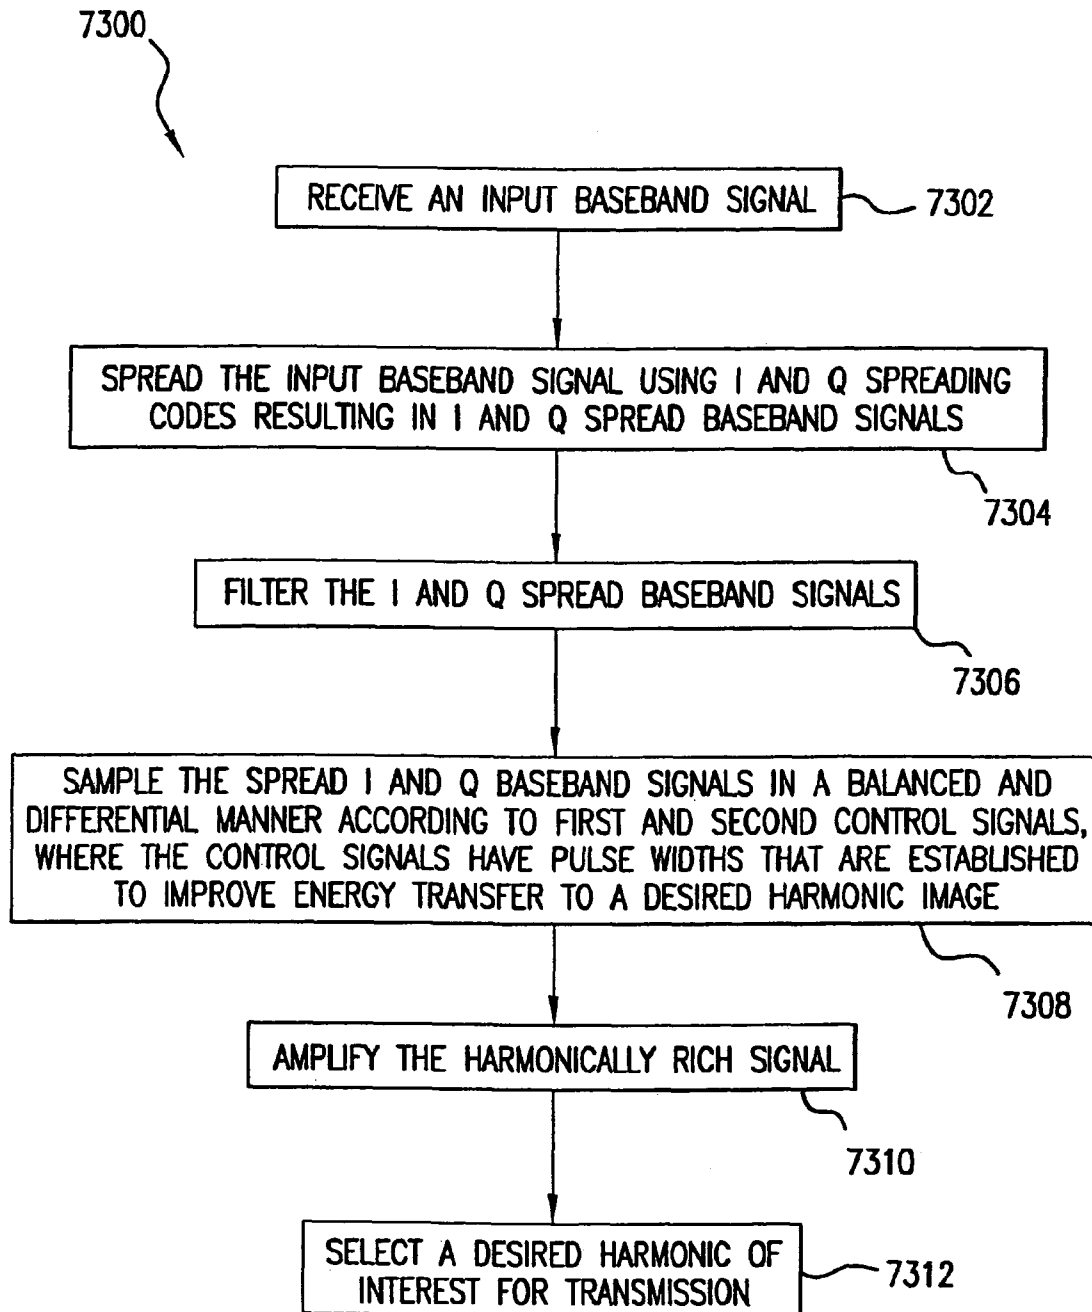 7300
RECEIVE AN INPUT BASEBAND SIGNAL
7302
SPREAD THE INPUT BASEBAND SIGNAL USING I AND Q SPREADING
CODES RESULTING IN I AND Q SPREAD BASEBAND SIGNALS
7304
FILTER THE I AND Q SPREAD BASEBAND SIGNALS
7306
SAMPLE THE SPREAD I AND Q BASEBAND SIGNALS IN A BALANCED AND
DIFFERENTIAL MANNER ACCORDING TO FIRST AND SECOND CONTROL SIGNALS,
WHERE THE CONTROL SIGNALS HAVE PULSE WIDTHS THAT ARE ESTABLISHED
TO IMPROVE ENERGY TRANSFER TO A DESIRED HARMONIC IMAGE
7308
AMPLIFY THE HARMONICALLY RICH SIGNAL
7310
SELECT A DESIRED HARMONIC OF
INTEREST FOR TRANSMISSION
7312